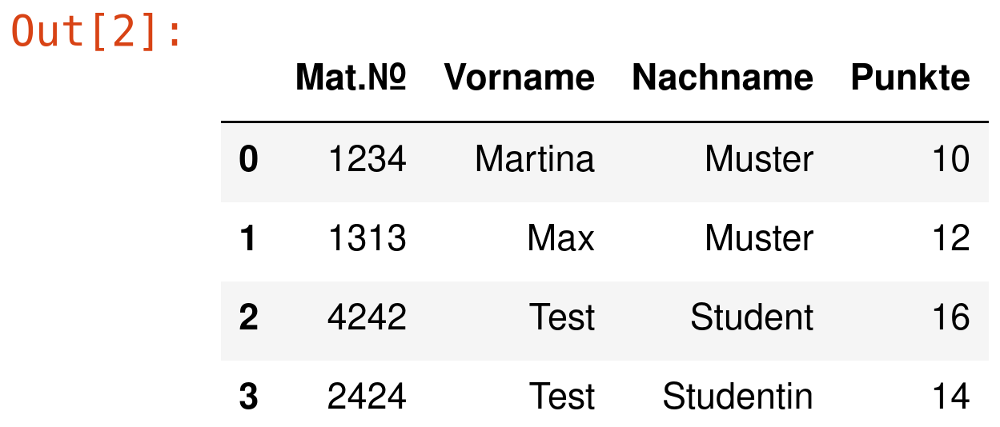 Out[2]:
Mat.№ Vorname Nachname Punkte
0 1234 Martina Muster 10
1 1313 Max Muster 12
2 4242 Test Student 16
3 2424 Test Studentin 14